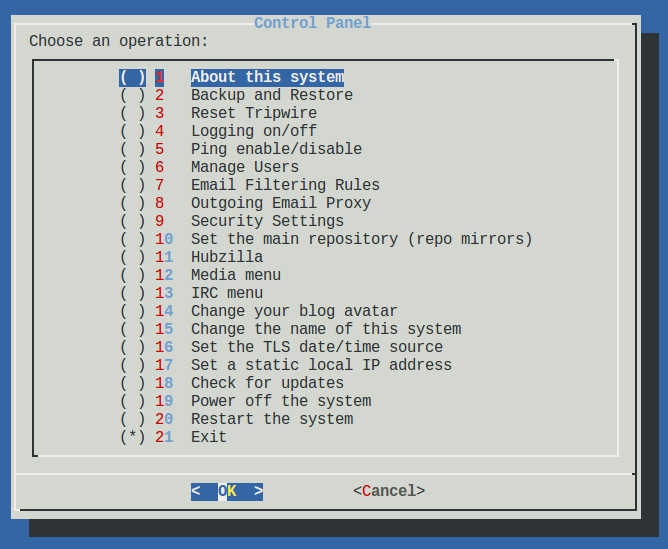 Control Panel
Choose an operation:
( ) 1 About this system
( ) 2 Backup and Restore
( ) 3 Reset Tripwire
( ) 4 Logging on/off
( ) 5 Ping enable/disable
( ) 6 Manage Users
( ) 7 Email Filtering Rules
( ) 8 Outgoing Email Proxy
( ) 9 Security Settings
( ) 10 Set the main repository (repo mirrors)
( ) 11 Hubzilla
( ) 12 Media menu
( ) 13 IRC menu
( ) 14 Change your blog avatar
( ) 15 Change the name of this system
( ) 16 Set the TLS date/time source
( ) 17 Set a static local IP address
( ) 18 Check for updates
( ) 19 Power off the system
( ) 20 Restart the system
(*) 21 Exit
<  OK  > <Cancel>